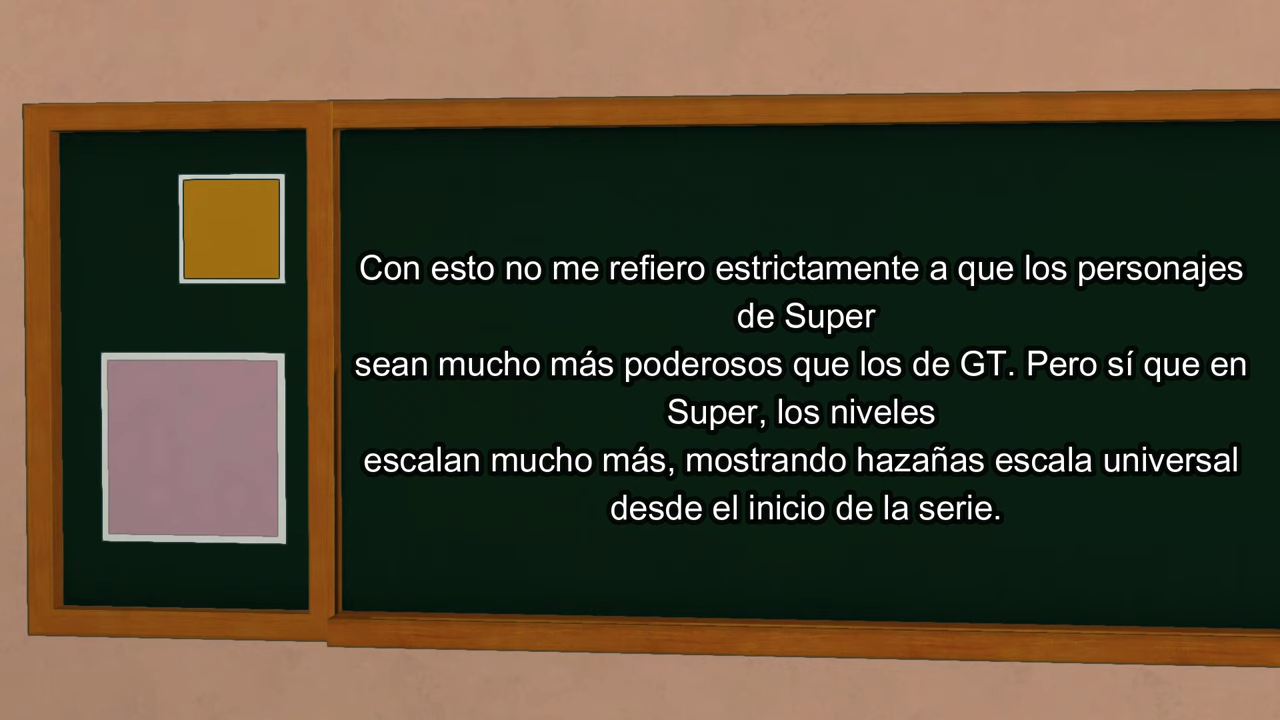 Con esto no me refiero estrictamente a que los personajes
de Super
sean mucho más poderosos que los de GT. Pero sí que en
Super, los niveles
escalan mucho más, mostrando hazañas escala universal
desde el inicio de la serie.